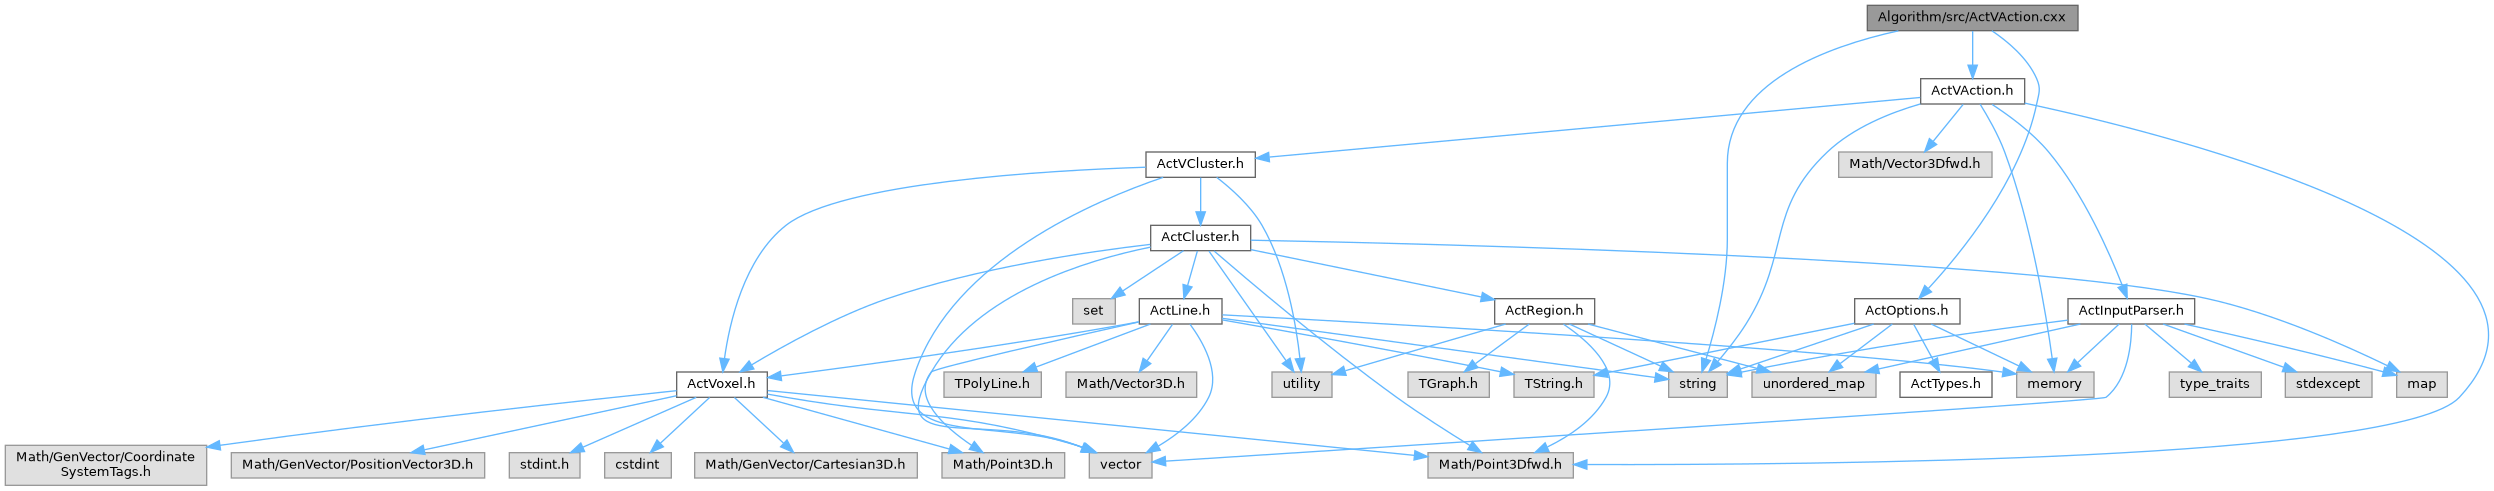 Algorithm/src/ActVAction.cxx
ActVAction.h
ActVCluster.h
Math/Vector3Dfwd.h
ActCluster.h
set
ActLine.h
ActRegion.h
ActOptions.h
ActInputParser.h
ActVoxel.h
TPolyLine.h
Math/Vector3D.h
utility
TGraph.h
TString.h
string
unordered_map
ActTypes.h
memory
type_traits
stdexcept
map
Math/GenVector/Coordinate
SystemTags.h
Math/GenVector/PositionVector3D.h
stdint.h
cstdint
Math/GenVector/Cartesian3D.h
Math/Point3D.h
vector
Math/Point3Dfwd.h